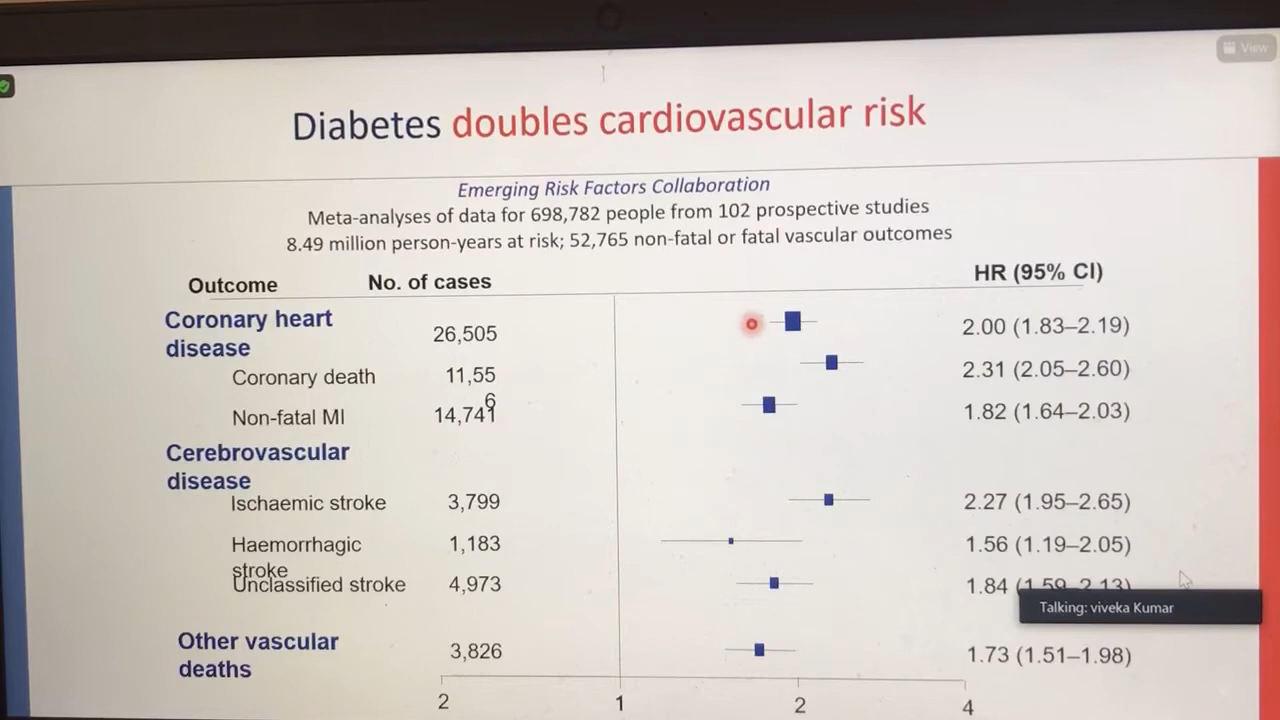 View
Diabetes doubles cardiovascular risk
Emerging Risk Factors Collaboration
Meta-analyses of data for 698,782 people from 102 prospective studies
8.49 million person-years at risk; 52,765 non-fatal or fatal vascular outcomes
Outcome No. of cases HR (95% CI)
Coronary heart
disease 26,505 2.00 (1.83–2.19)
Coronary death 11,55 2.31 (2.05–2.60)
6
Non-fatal MI 14,741 1.82 (1.64–2.03)
Cerebrovascular
disease
Ischaemic stroke 3,799 2.27 (1.95–2.65)
Haemorrhagic 1,183 1.56 (1.19–2.05)
stroke
Unclassified stroke 4,973 1.84 (1.59–2.13)
Talking: viveka Kumar
Other vascular
deaths 3,826 1.73 (1.51–1.98)
2 1 2 4